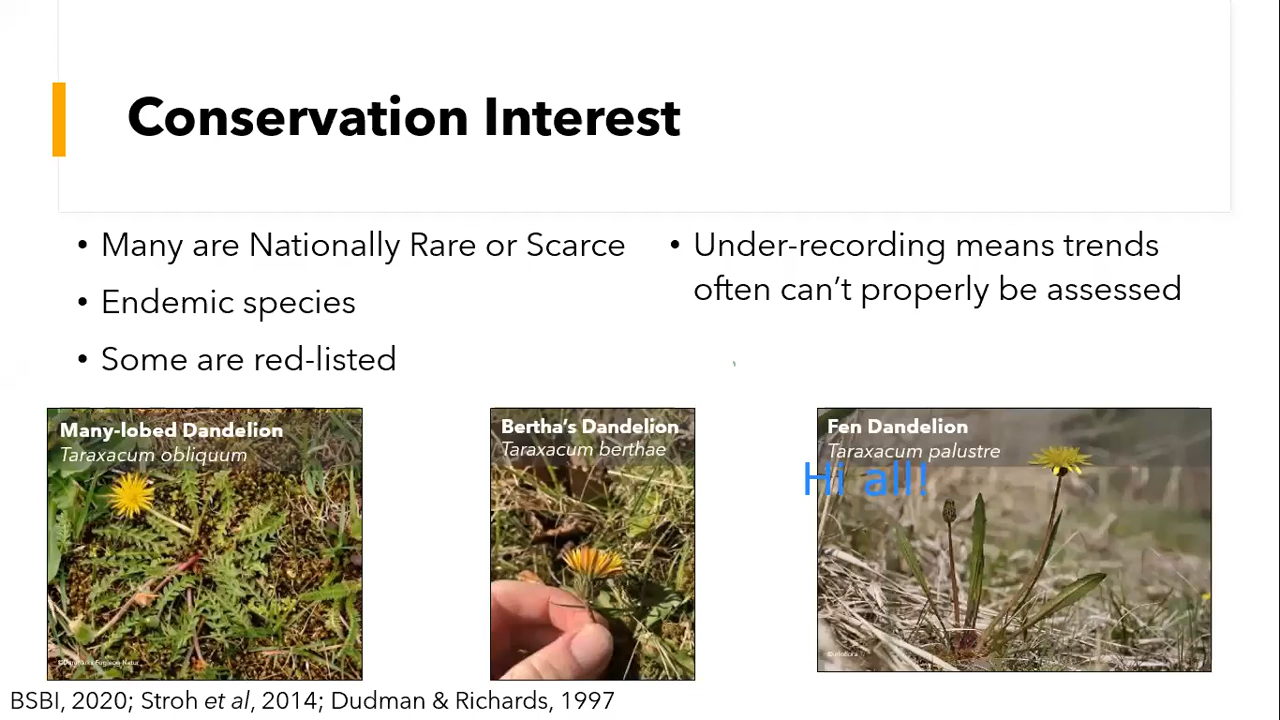 Conservation Interest
• Many are Nationally Rare or Scarce
• Endemic species
• Some are red-listed
• Under-recording means trends
often can't properly be assessed
Many-lobed Dandelion
Taraxacum obliquum
Bertha's Dandelion
Taraxacum berthae
Fen Dandelion
Taraxacum palustre
Hi all!
BSBI, 2020; Stroh et al, 2014; Dudman & Richards, 1997